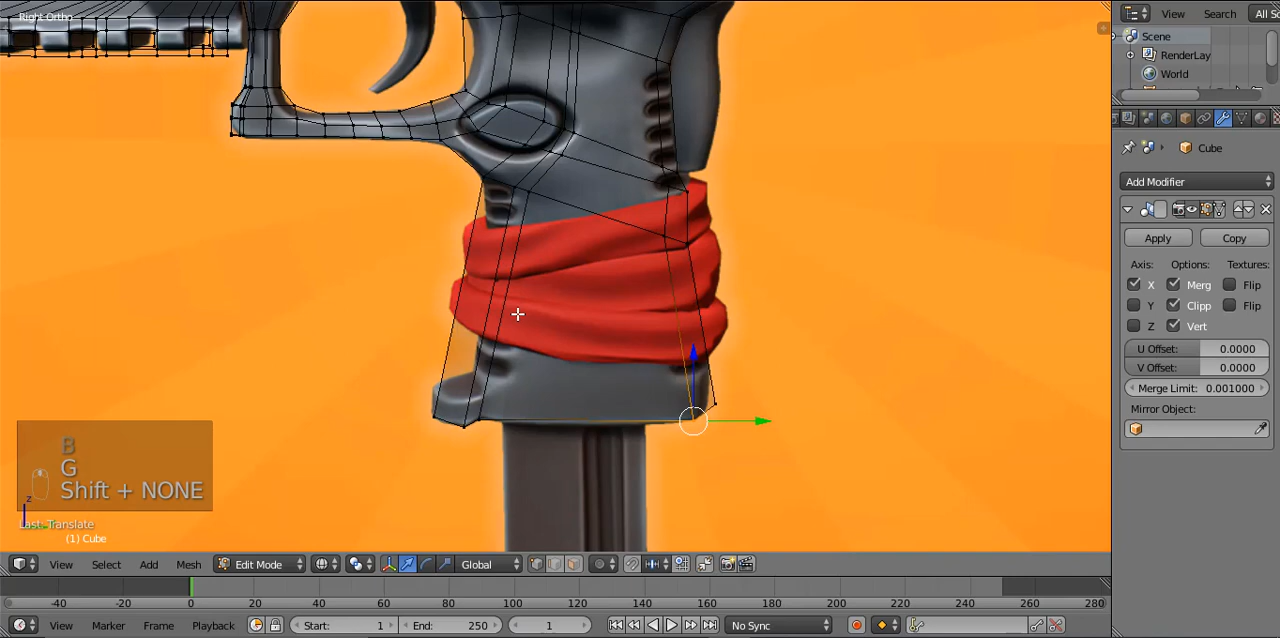 Right Ortho
View Search All S
Scene
RenderLay
World
Cube
Add Modifier
Apply Copy
Axis: Options: Textures:
X Merg Flip
Y Clipp Flip
Z Vert
U Offset: 0.0000
V Offset: 0.0000
Merge Limit: 0.001000
Mirror Object:
B
G
Shift + NONE
z
Last: Translate
(1) Cube
View Select Add Mesh Edit Mode Global
-40 -20 0 20 40 60 80 100 120 140 160 180 200 220 240 260 280
View Marker Frame Playback Start: 1 End: 250 1 No Sync